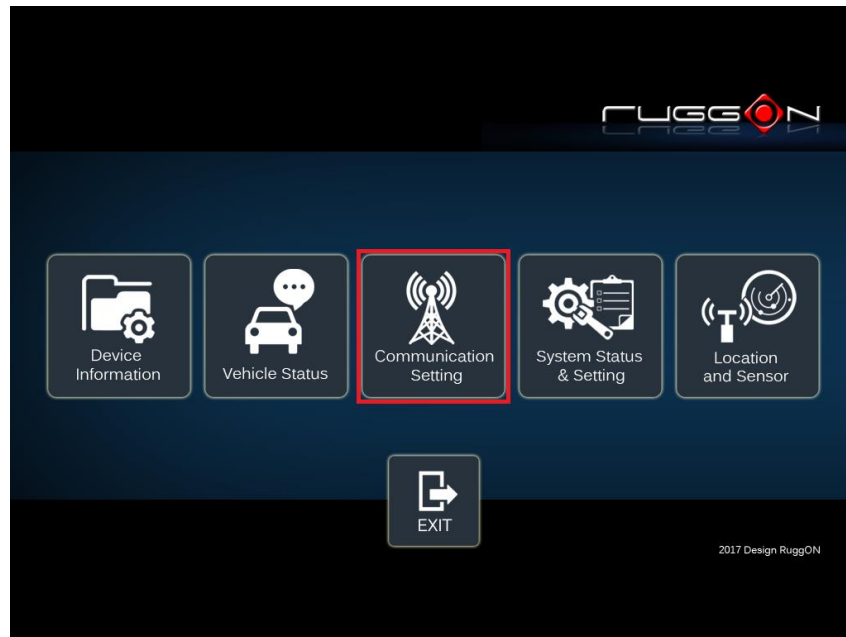 ruggON
Device
Information
Vehicle Status
Communication
Setting
System Status
& Setting
Location
and Sensor
EXIT
2017 Design RuggON